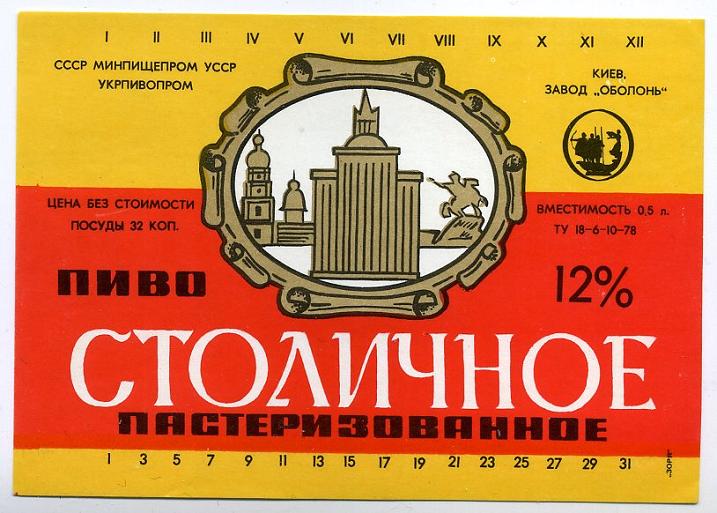 I II III IV V VI VII VIII IX X XI XII
СССР МИНПИЩЕПРОМ УССР
УКРПИВОПРОМ
КИЕВ.
ЗАВОД „ОБОЛОНЬ“
ЦЕНА БЕЗ СТОИМОСТИ
ПОСУДЫ 32 КОП.
ВМЕСТИМОСТЬ 0,5 л.
ТУ 18-6-10-78
ПИВО
12%
СТОЛИЧНОЕ
ПАСТЕРИЗОВАННОЕ
1 3 5 7 9 11 13 15 17 19 21 23 25 27 29 31
„ЗОРЯ“